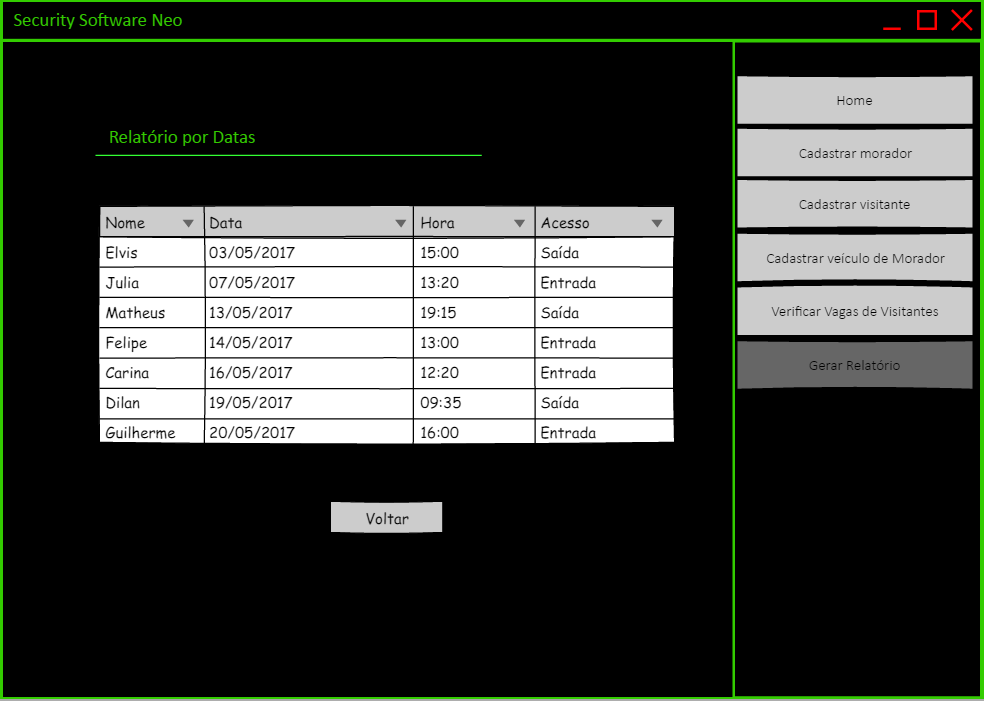 Security Software Neo
Relatório por Datas
Nome Data Hora Acesso
Elvis 03/05/2017 15:00 Saída
Julia 07/05/2017 13:20 Entrada
Matheus 13/05/2017 19:15 Saída
Felipe 14/05/2017 13:00 Entrada
Carina 16/05/2017 12:20 Entrada
Dilan 19/05/2017 09:35 Saída
Guilherme 20/05/2017 16:00 Entrada
Voltar
Home
Cadastrar morador
Cadastrar visitante
Cadastrar veículo de Morador
Verificar Vagas de Visitantes
Gerar Relatório